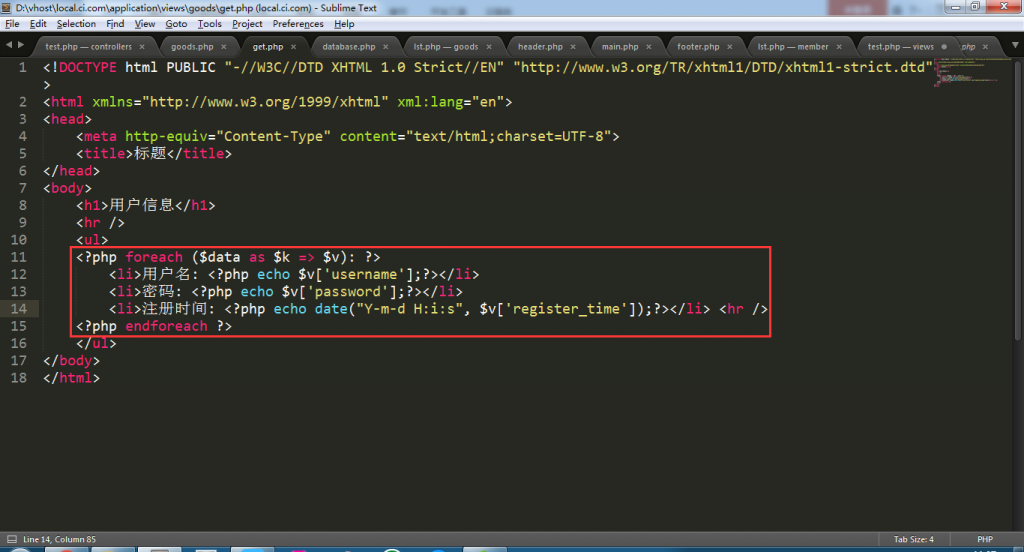 D:\vhost\local.ci.com\application\views\goods\get.php (local.ci.com) - Sublime Text
File Edit Selection Find View Goto Tools Project Preferences Help
test.php — controllers × goods.php × get.php × database.php × lst.php — goods × header.php × main.php × footer.php × lst.php — member × test.php — views php ×
1 <!DOCTYPE html PUBLIC "-//W3C//DTD XHTML 1.0 Strict//EN" "http://www.w3.org/TR/xhtml1/DTD/xhtml1-strict.dtd"
>
2 <html xmlns="http://www.w3.org/1999/xhtml" xml:lang="en">
3 <head>
4 <meta http-equiv="Content-Type" content="text/html;charset=UTF-8">
5 <title>标题</title>
6 </head>
7 <body>
8 <h1>用户信息</h1>
9 <hr />
10 <ul>
11 <?php foreach ($data as $k => $v): ?>
12 <li>用户名: <?php echo $v['username'];?></li>
13 <li>密码: <?php echo $v['password'];?></li>
14 <li>注册时间: <?php echo date("Y-m-d H:i:s", $v['register_time']);?></li> <hr />
15 <?php endforeach ?>
16 </ul>
17 </body>
18 </html>
Line 14, Column 85 Tab Size: 4 PHP